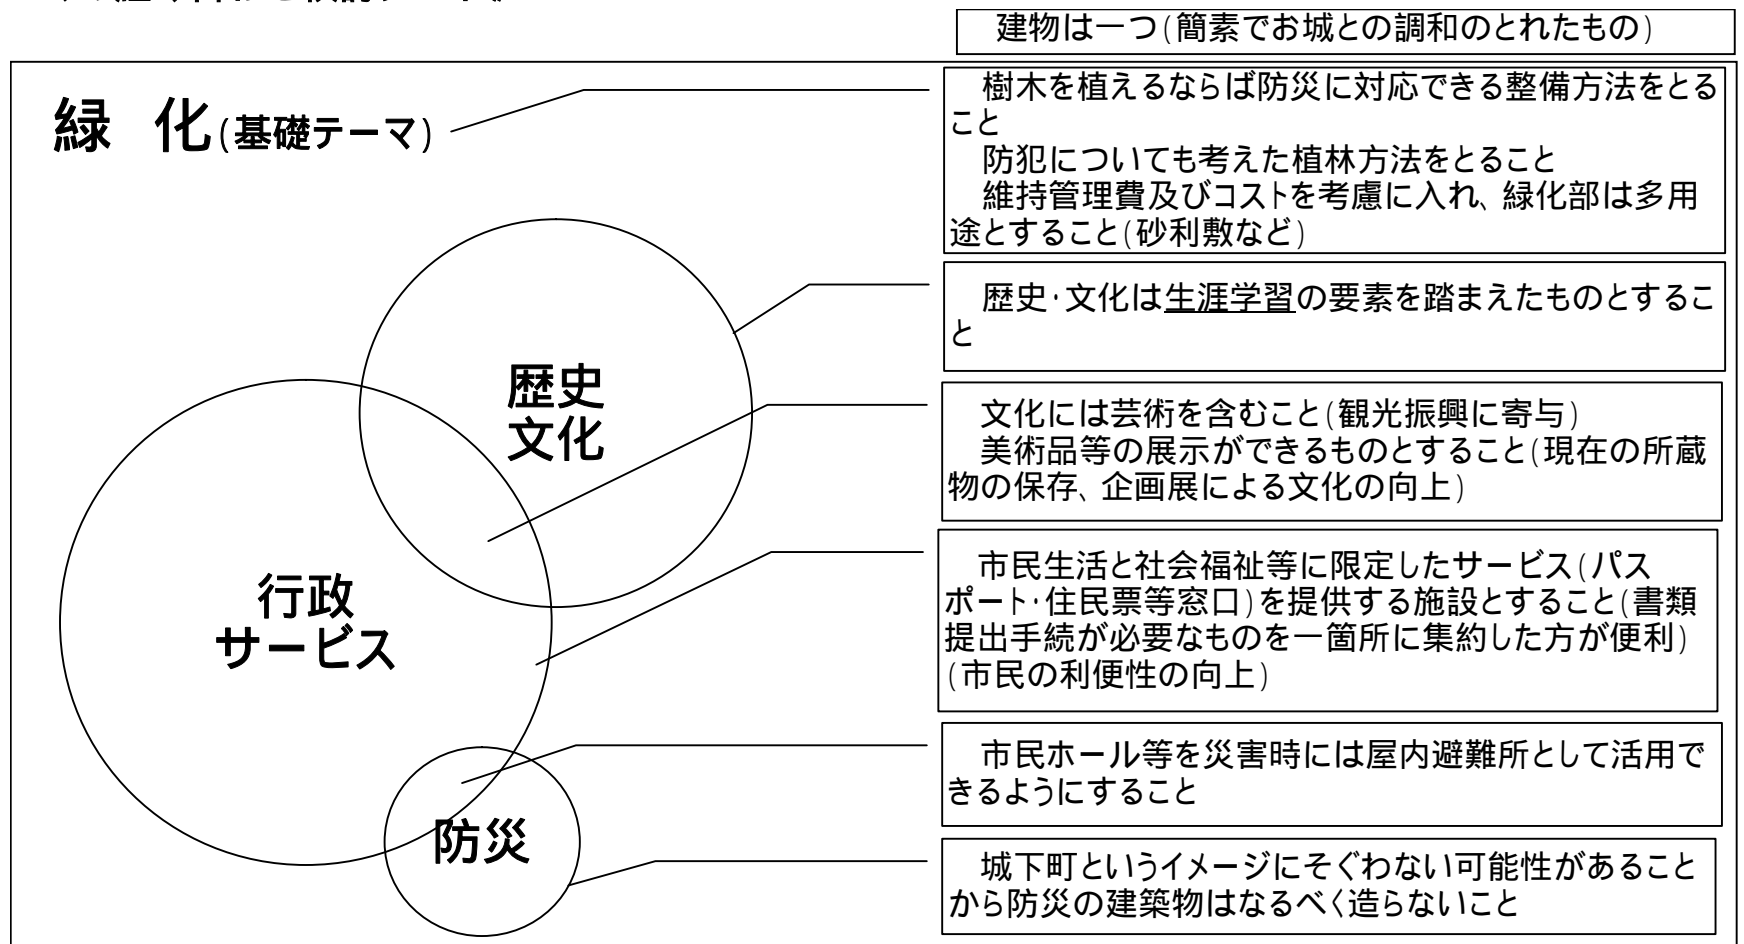 建物は一つ(簡素でお城との調和のとれたもの)
緑 化(基礎テーマ)
樹木を植えるならば防災に対応できる整備方法をとる
こと
防犯についても考えた植林方法をとること
維持管理費及びコストを考慮に入れ、緑化部は多用
途とすること(砂利敷など)
歴史・文化は生涯学習の要素を踏まえたものとするこ
と
歴史
文化
文化には芸術を含むこと(観光振興に寄与)
美術品等の展示ができるものとすること(現在の所蔵
物の保存、企画展による文化の向上)
行政
サービス
市民生活と社会福祉等に限定したサービス(パス
ポート・住民票等窓口)を提供する施設とすること(書類
提出手続が必要なものを一箇所に集約した方が便利)
(市民の利便性の向上)
市民ホール等を災害時には屋内避難所として活用で
きるようにすること
防災
城下町というイメージにそぐわない可能性があること
から防災の建築物はなるべく造らないこと